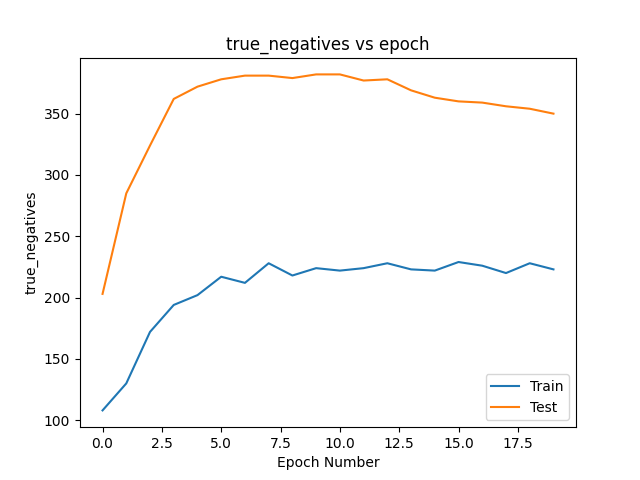 true_negatives vs epoch
true_negatives
350
300
250
200
150
100
0.0 2.5 5.0 7.5 10.0 12.5 15.0 17.5
Epoch Number
Train
Test